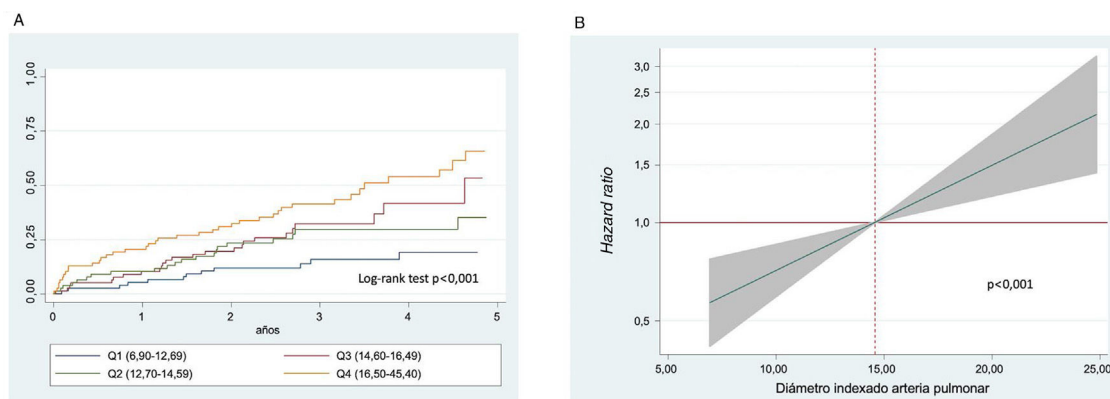 A
1,00
0,75
0,50
0,25
0,00
Log-rank test p<0,001
0 1 2 3 4 5
años
Q1 (6,90-12,69) Q3 (14,60-16,49)
Q2 (12,70-14,59) Q4 (16,50-45,40)
B
Hazard ratio
3,0
2,5
2,0
1,5
1,0
0,5
p<0,001
5,00 10,00 15,00 20,00 25,00
Diámetro indexado arteria pulmonar